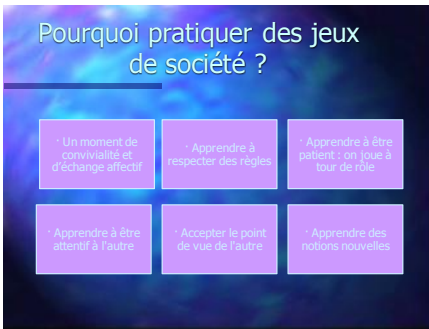 Pourquoi pratiquer des jeux
de société ?
· Un moment de
convivialité et
d'échange affectif
· Apprendre à
respecter des règles
· Apprendre à être
patient : on joue à
tour de rôle
· Apprendre à être
attentif à l'autre
· Accepter le point
de vue de l'autre
· Apprendre des
notions nouvelles